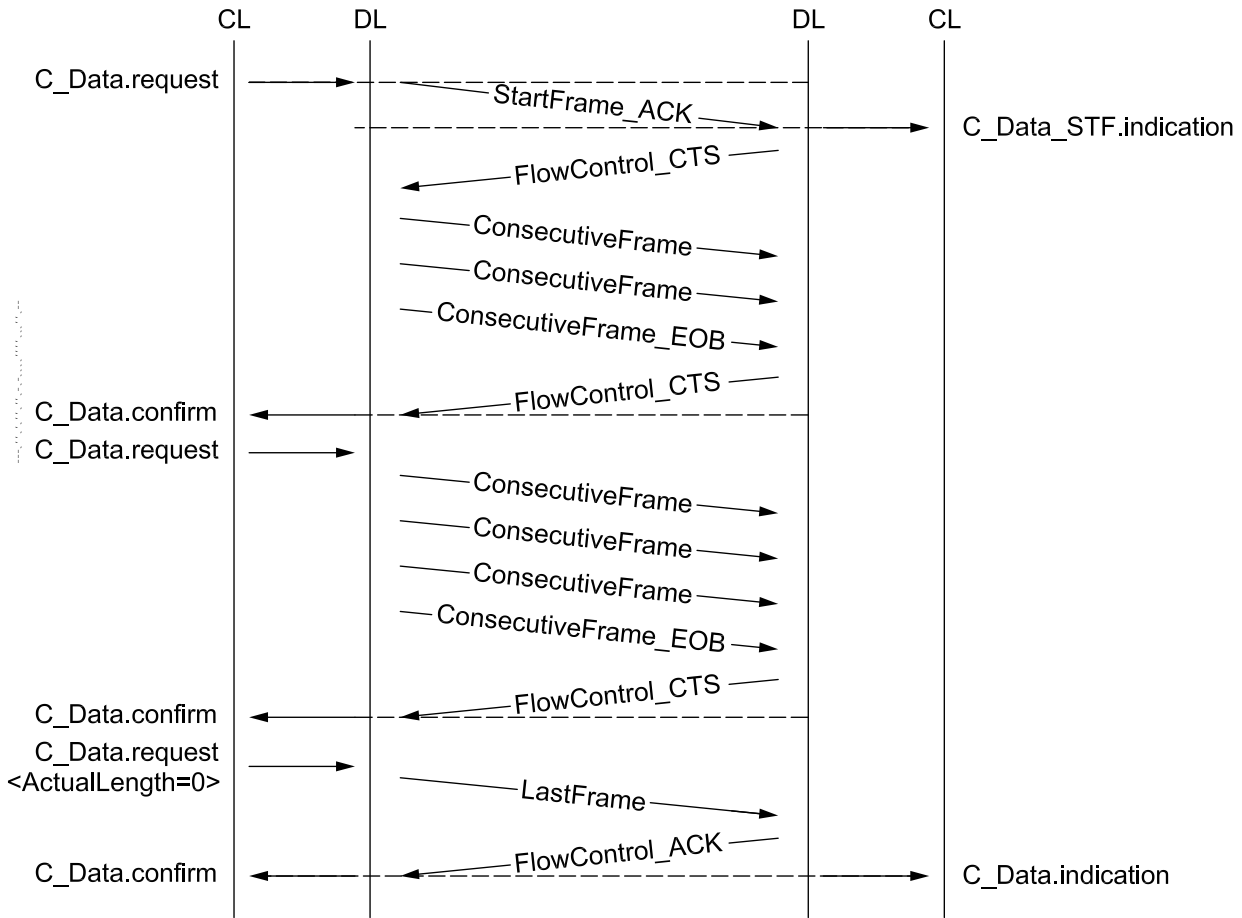 CL DL DL CL
C_Data.request
StartFrame_ACK
C_Data_STF.indication
FlowControl_CTS
ConsecutiveFrame
ConsecutiveFrame
ConsecutiveFrame_EOB
FlowControl_CTS
C_Data.confirm
C_Data.request
ConsecutiveFrame
ConsecutiveFrame
ConsecutiveFrame
ConsecutiveFrame_EOB
FlowControl_CTS
C_Data.confirm
C_Data.request
<ActualLength=0>
LastFrame
FlowControl_ACK
C_Data.confirm
C_Data.indication